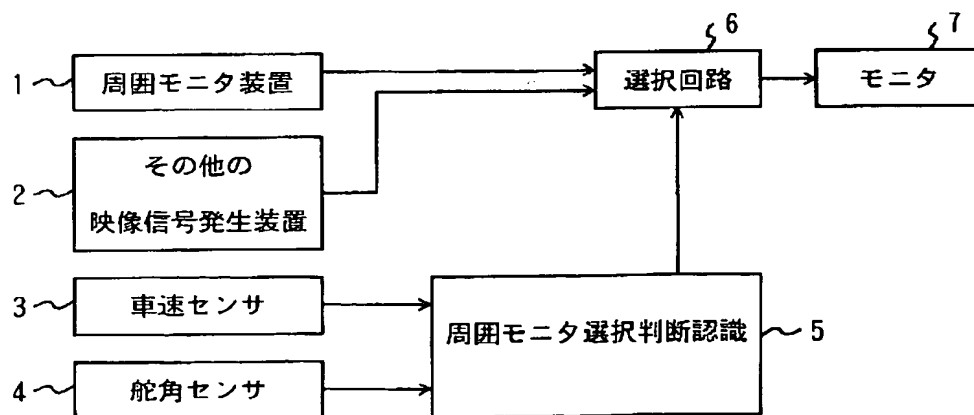 6
7
1
周囲モニタ装置
選択回路
モニタ
その他の
2
映像信号発生装置
3
車速センサ
周囲モニタ選択判断認識
5
4
舵角センサ